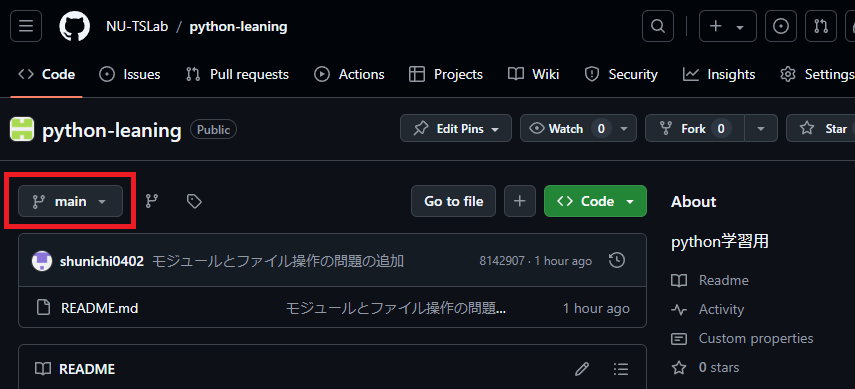 NU-TSLab / python-leaning
Code Issues Pull requests Actions Projects Wiki Security Insights Settings
python-leaning Public Edit Pins Watch 0 Fork 0 Star
main Go to file Code About
python学習用
shunichi0402 モジュールとファイル操作の問題の追加 8142907 · 1 hour ago
Readme
README.md モジュールとファイル操作の問題... 1 hour ago
Activity
Custom properties
README 0 stars